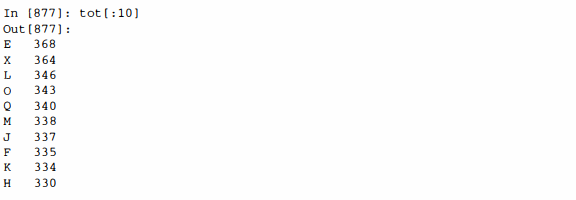 In [877]: tot[:10]
Out[877]:
E   368
X   364
L   346
O   343
Q   340
M   338
J   337
F   335
K   334
H   330